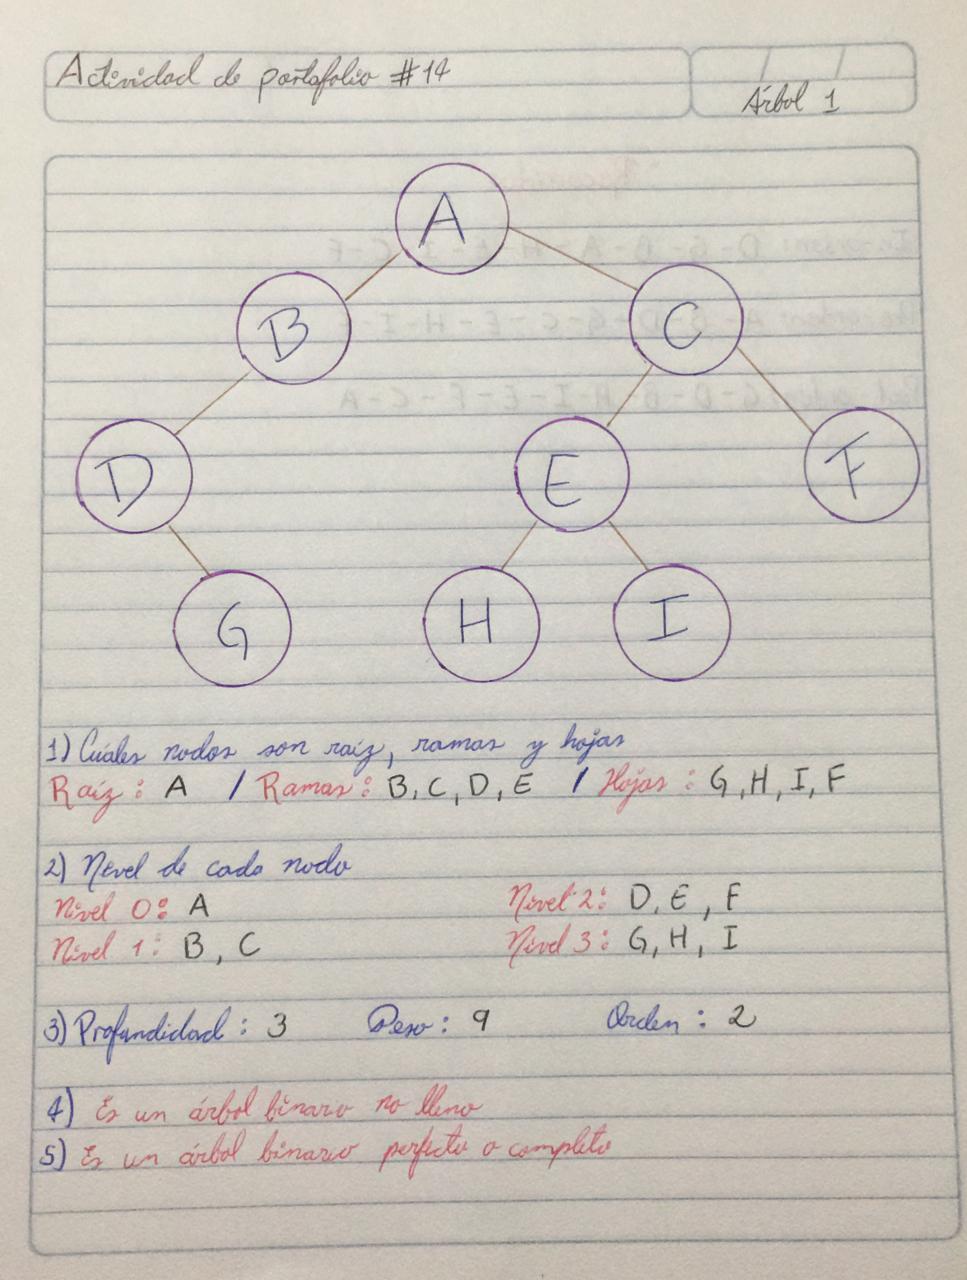 Actividad de portafolio #14
Árbol 1
A
B
C
D
E
F
G
H
I
1) Cuáles nodos son raíz, ramas y hojas
Raíz: A / Ramas: B, C, D, E / Hojas: G, H, I, F
2) Nivel de cada nodo
Nivel 0: A
Nivel 2: D, E, F
Nivel 1: B, C
Nivel 3: G, H, I
3) Profundidad: 3 Peso: 9 Orden: 2
4) Es un árbol binario no lleno
5) Es un árbol binario perfecto o completo